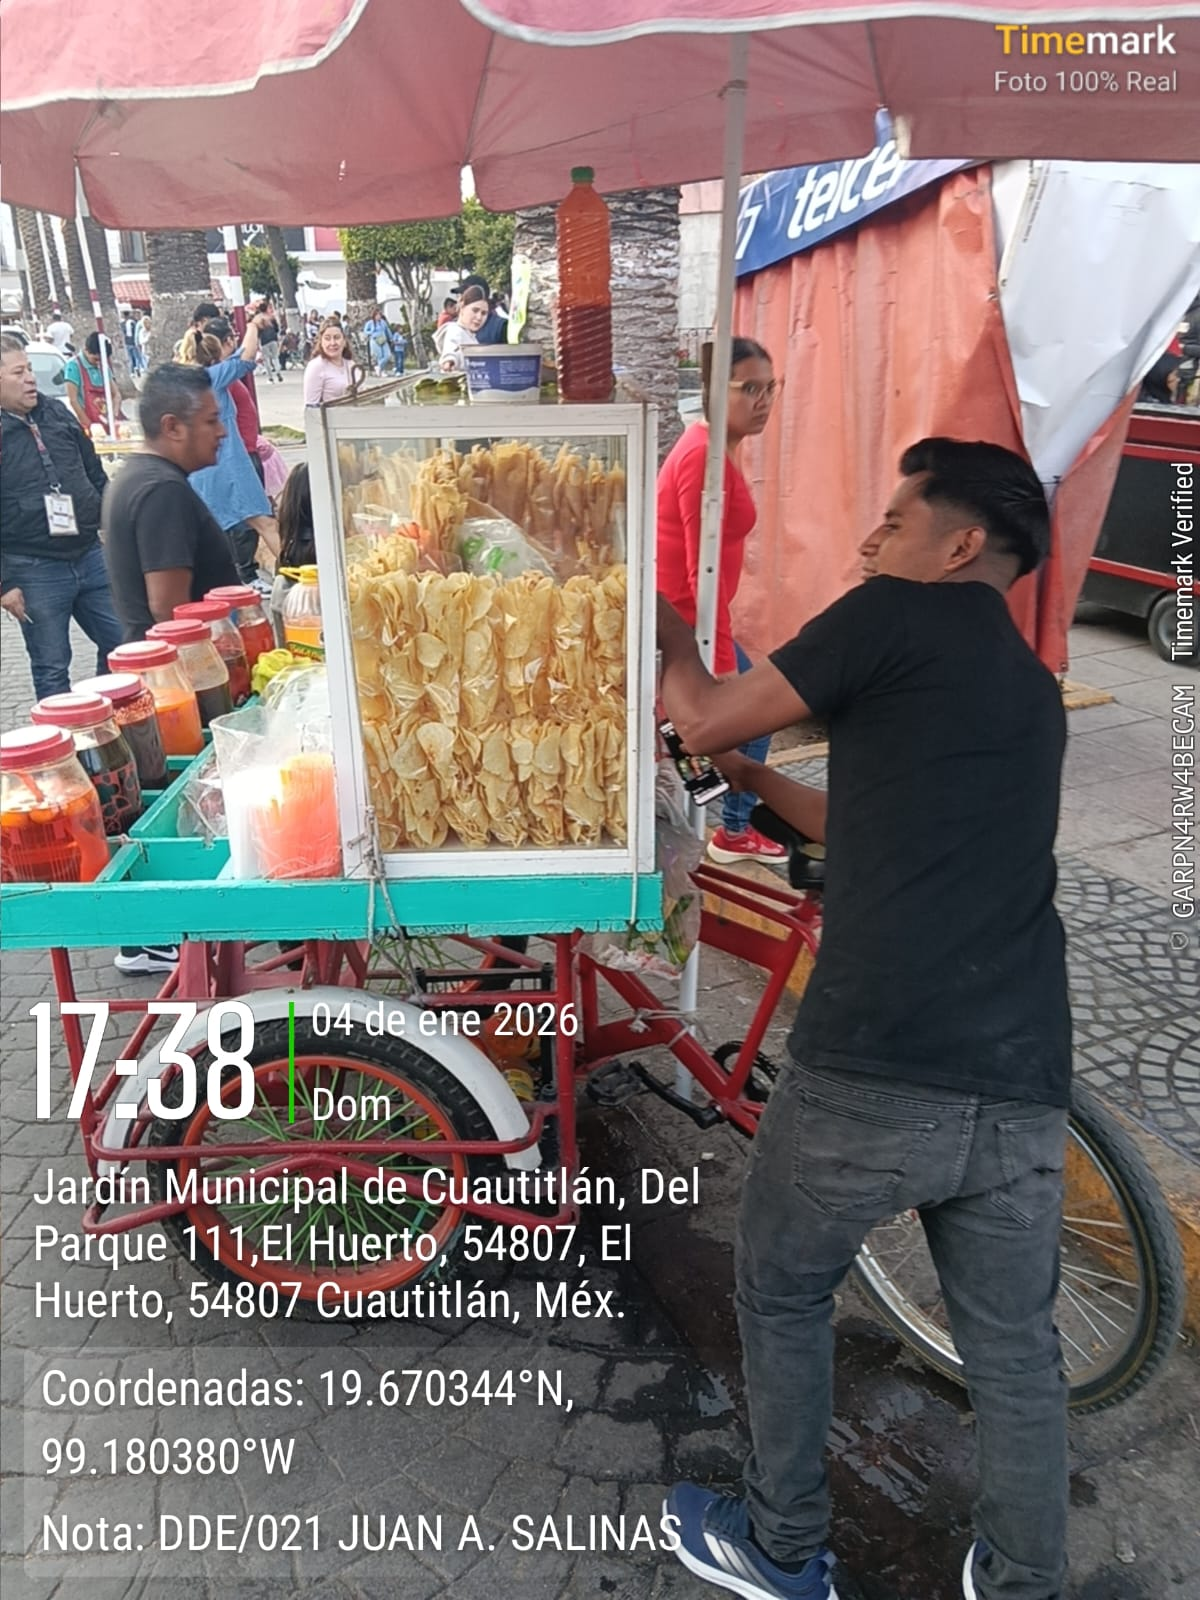 Timemark
Foto 100% Real
telcel
GARPN4RW4BECAM Timemark Verified
17:38
04 de ene 2026
Dom
Jardín Municipal de Cuautitlán, Del
Parque 111,El Huerto, 54807, El
Huerto, 54807 Cuautitlán, Méx.
Coordenadas: 19.670344°N,
99.180380°W
Nota: DDE/021 JUAN A. SALINAS